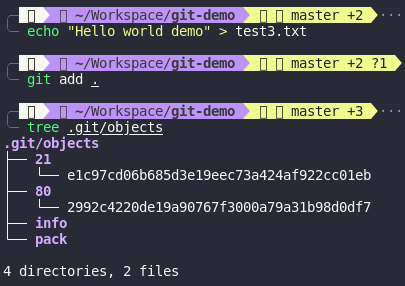 ~/Workspace/git-demo master +2 ···
echo "Hello world demo" > test3.txt
~/Workspace/git-demo master +2 ?1 ···
git add .
~/Workspace/git-demo master +3 ···
tree .git/objects
.git/objects
├── 21
│   └── e1c97cd06b685d3e19eec73a424af922cc01eb
├── 80
│   └── 2992c4220de19a90767f3000a79a31b98d0df7
├── info
└── pack
4 directories, 2 files